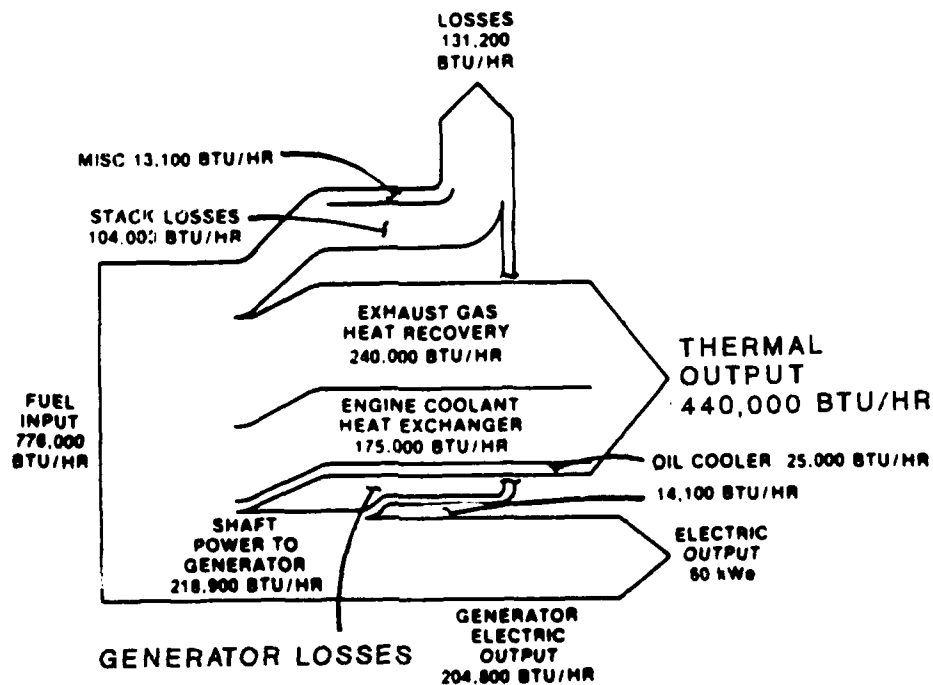 LOSSES
131,200
BTU/HR
MISC 13,100 BTU/HR
STACK LOSSES
104,000 BTU/HR
EXHAUST GAS
HEAT RECOVERY
240,000 BTU/HR
THERMAL
OUTPUT
440,000 BTU/HR
FUEL
INPUT
776,000
BTU/HR
ENGINE COOLANT
HEAT EXCHANGER
175,000 BTU/HR
OIL COOLER 25,000 BTU/HR
14,100 BTU/HR
SHAFT
POWER TO
GENERATOR
218,900 BTU/HR
ELECTRIC
OUTPUT
60 kWe
GENERATOR LOSSES
GENERATOR
ELECTRIC
OUTPUT
204,800 BTU/HR